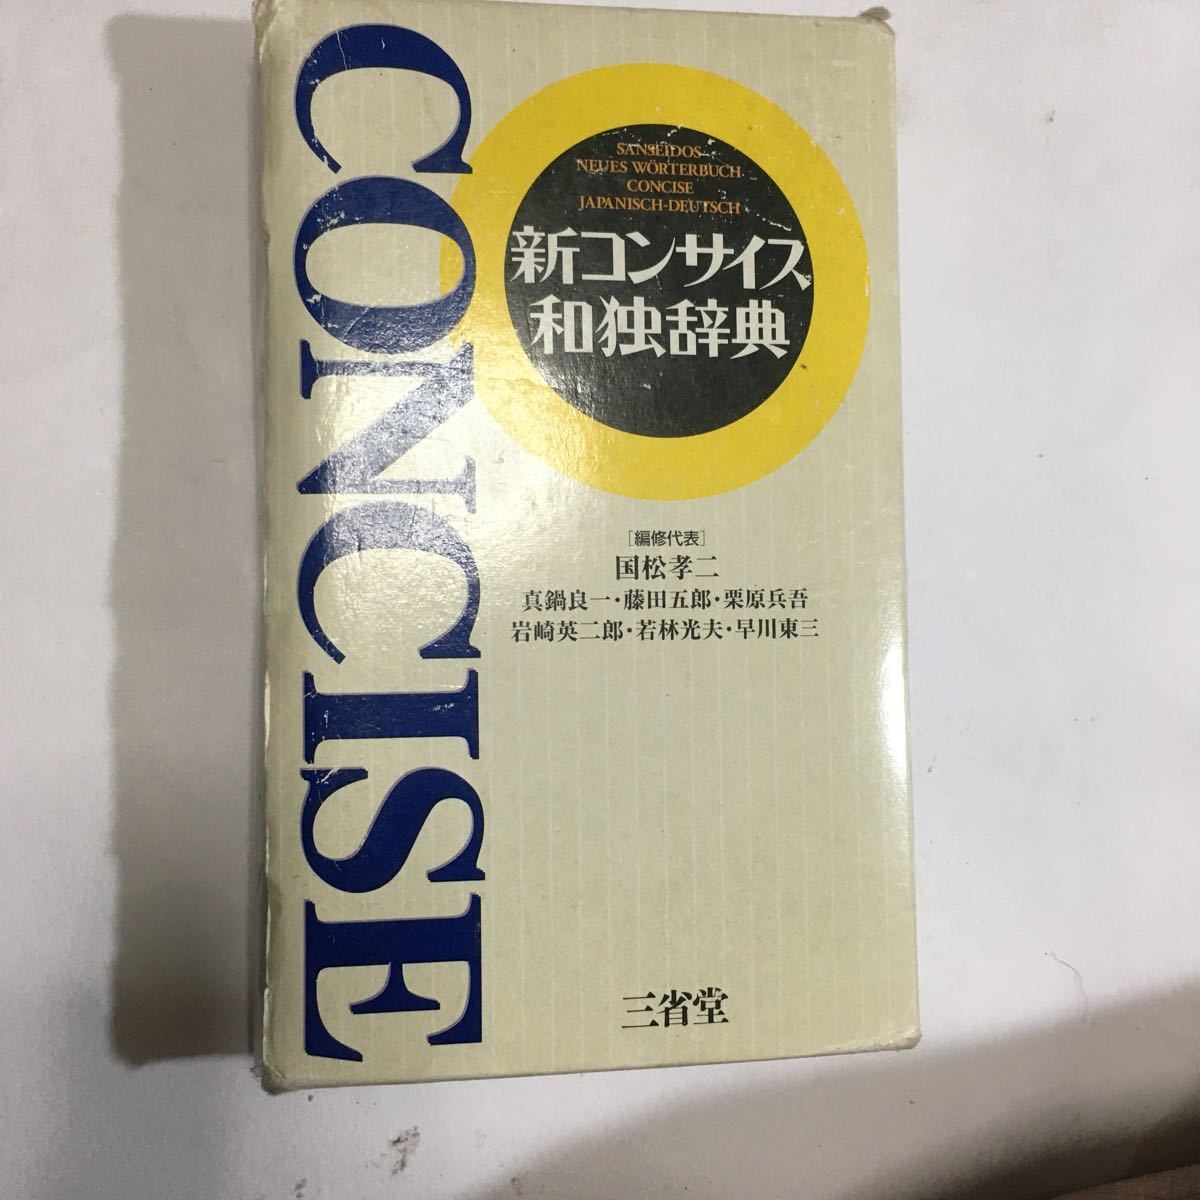 CONCISE
SANSEIDOS
NEUES WÖRTERBUCH
CONCISE
JAPANISCH-DEUTSCH
新コンサイス
和独辞典
[編修代表]
国松孝二
真鍋良一・藤田五郎・栗原兵吾
岩崎英二郎・若林光夫・早川東三
三省堂